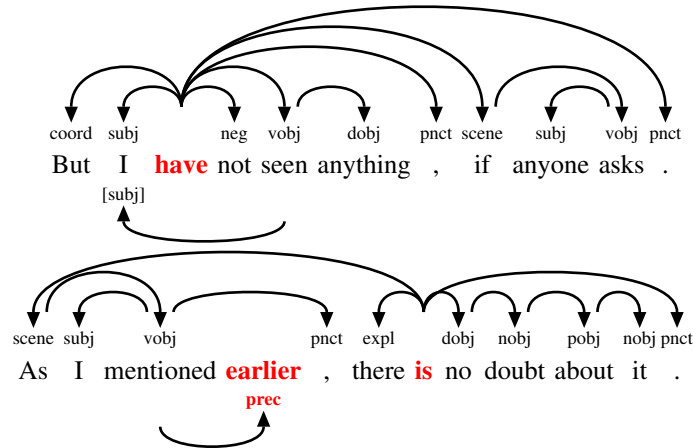 coord subj neg vobj dobj pnct scene subj vobj pnct
But I have not seen anything , if anyone asks .
[subj]
scene subj vobj pnct expl dobj nobj pobj nobj pnct
As I mentioned earlier , there is no doubt about it .
prec